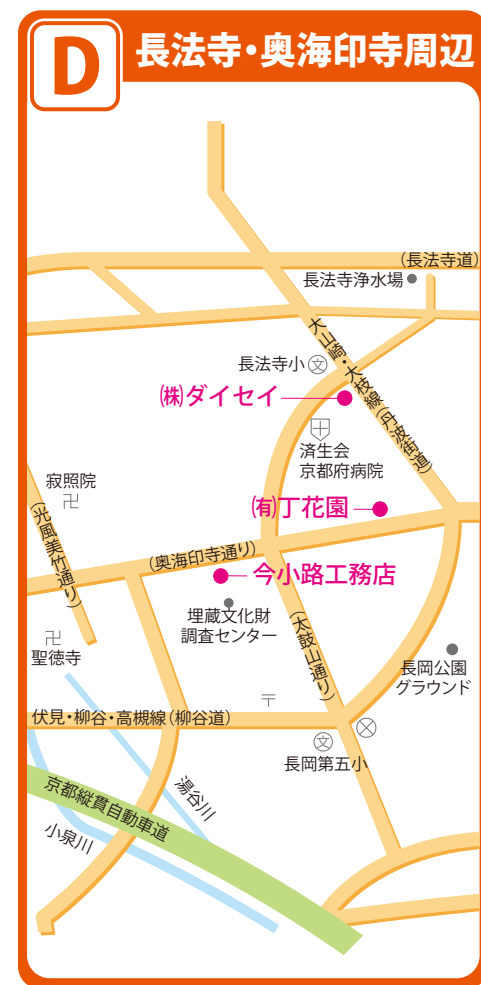 D
長法寺・奥海印寺周辺
(長法寺道)
長法寺浄水場
大山崎・大枝線(丹波街道)
長法寺小
文
㈱ダイセイ
済生会
京都府病院
寂照院
卍
㈲丁花園
(光風美竹通り)
(奥海印寺通り)
今小路工務店
埋蔵文化財
調査センター
(太鼓山通り)
卍
聖徳寺
長岡公園
グラウンド
〒
伏見・柳谷・高槻線(柳谷道)
文
長岡第五小
京都縦貫自動車道
湯谷川
小泉川